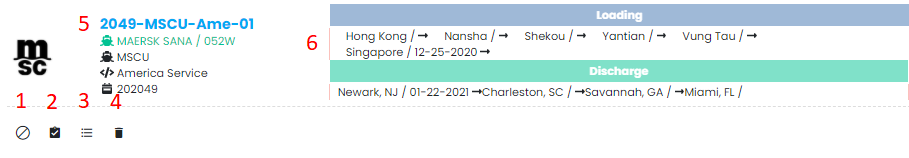 5 2049-MSCU-Ame-01
MAERSK SANA / 052W
MSCU
America Service
202049
m
sc
1 2 3 4
6
Loading
Hong Kong / → Nansha / → Shekou / → Yantian / → Vung Tau / →
Singapore / 12-25-2020 →
Discharge
Newark, NJ / 01-22-2021 →Charleston, SC / →Savannah, GA / →Miami, FL /